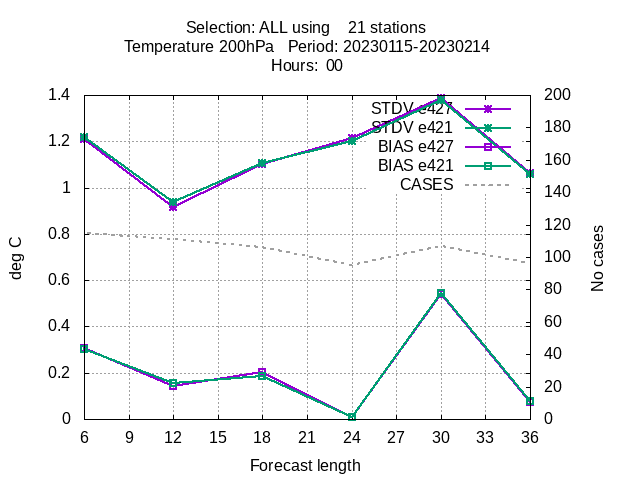 Selection: ALL using    21 stations
Temperature 200hPa   Period: 20230115-20230214
Hours:  00
1.4
1.2
1
0.8
0.6
0.4
0.2
0
200
180
160
140
120
100
80
60
40
20
0
deg C
No cases
STDV e427
STDV e421
BIAS e427
BIAS e421
CASES
6 9 12 15 18 21 24 27 30 33 36
Forecast length